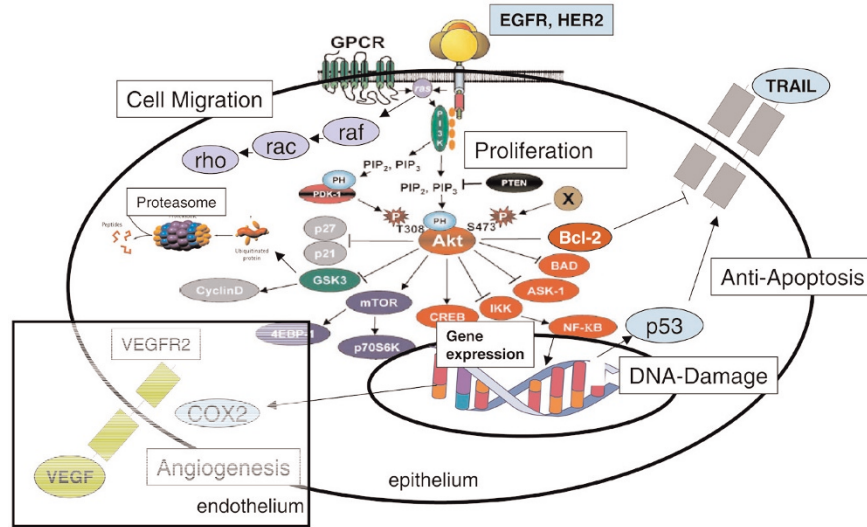 EGFR, HER2
GPCR
TRAIL
Cell Migration
ras
raf
rac
rho
P
I
3
K
Proliferation
PIP2, PIP3
PIP2, PIP3
PTEN
PH
PDK-1
Proteasome
Peptides
Ubiquitinated
protein
P
P
X
T308
PH
S473
Akt
Bcl-2
p27
p21
BAD
ASK-1
Anti-Apoptosis
GSK3
CyclinD
mTOR
CREB
IKK
NF-KB
p53
4EBP-1
p70S6K
Gene
expression
DNA-Damage
VEGFR2
COX2
VEGF
Angiogenesis
epithelium
endothelium